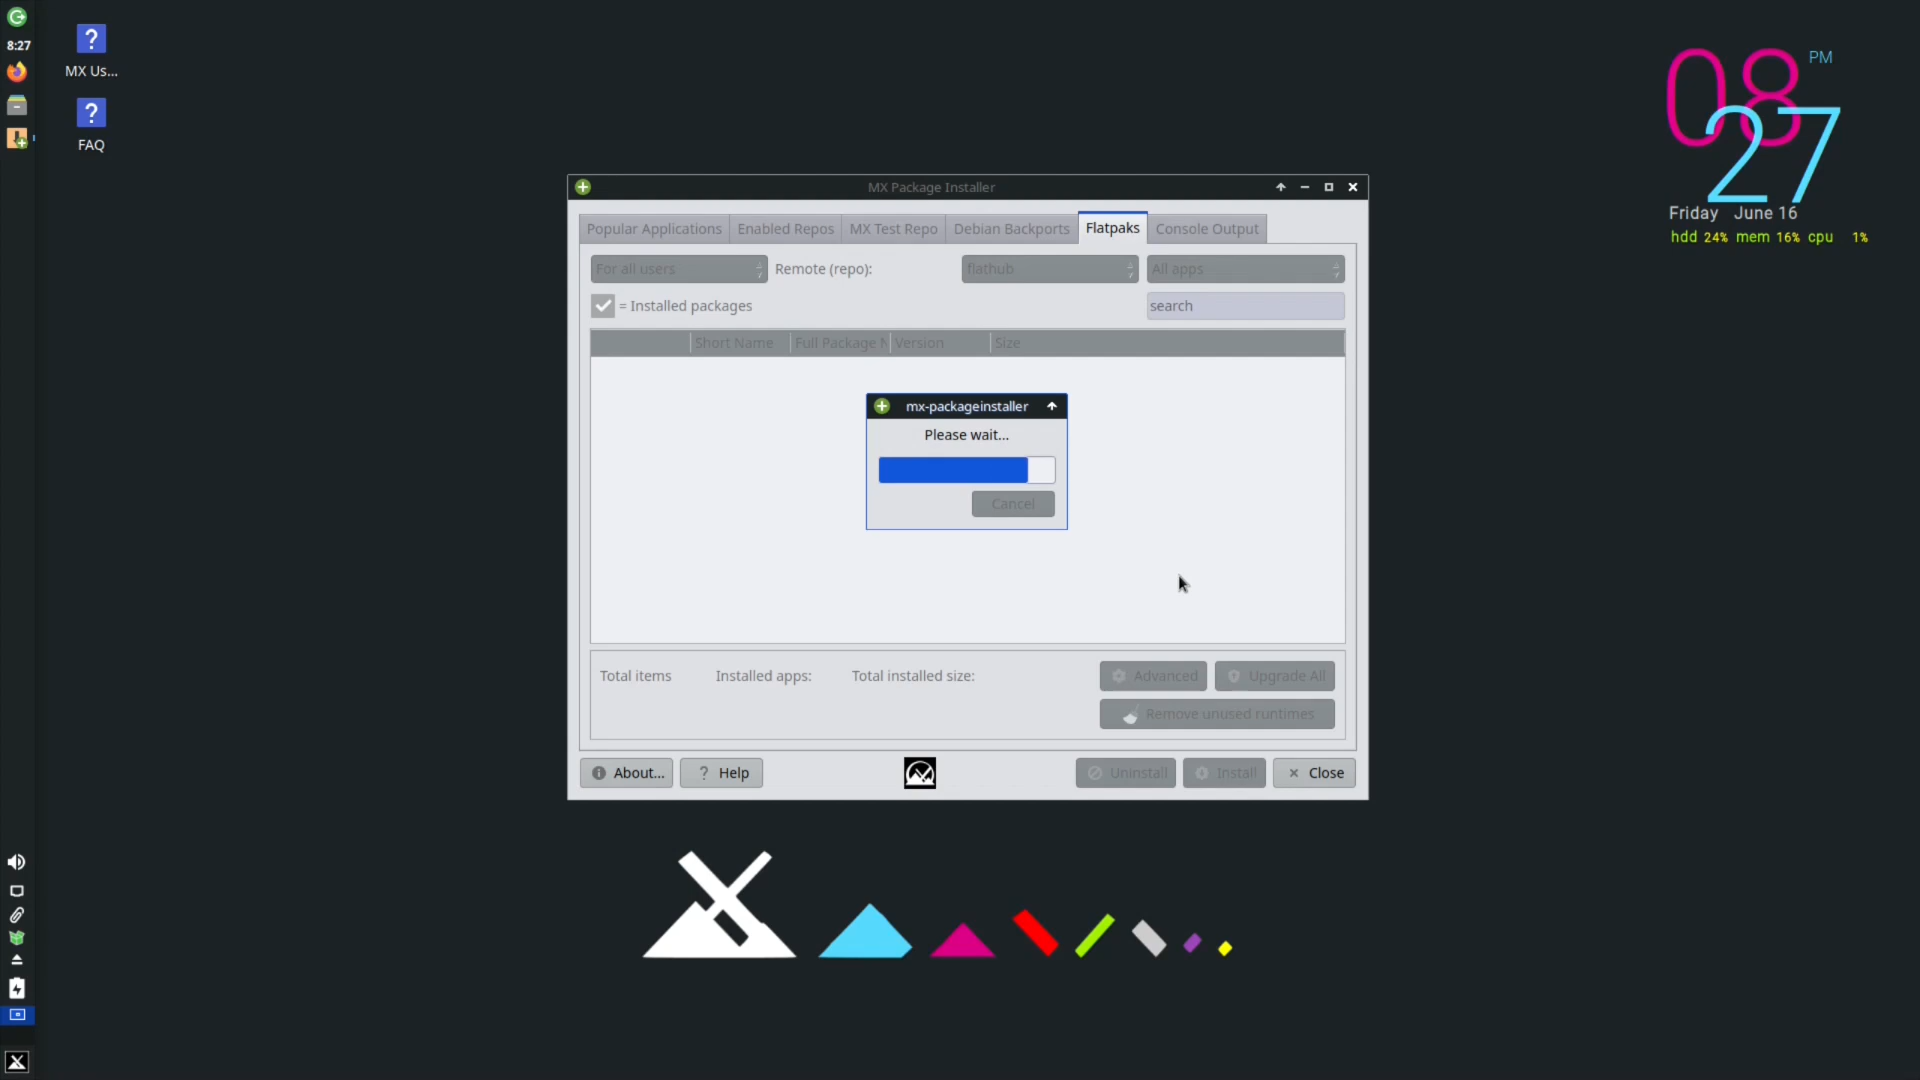 8:27
MX Us...
FAQ
08 PM
27
Friday June 16
hdd 24% mem 16% cpu 1%
MX Package Installer
Popular Applications Enabled Repos MX Test Repo Debian Backports Flatpaks Console Output
For all users Remote (repo): flathub All apps
= Installed packages search
Short Name Full Package N Version Size
mx-packageinstaller
Please wait...
Cancel
Total items Installed apps: Total installed size: Advanced Upgrade All
Remove unused runtimes
About... Help Uninstall Install Close